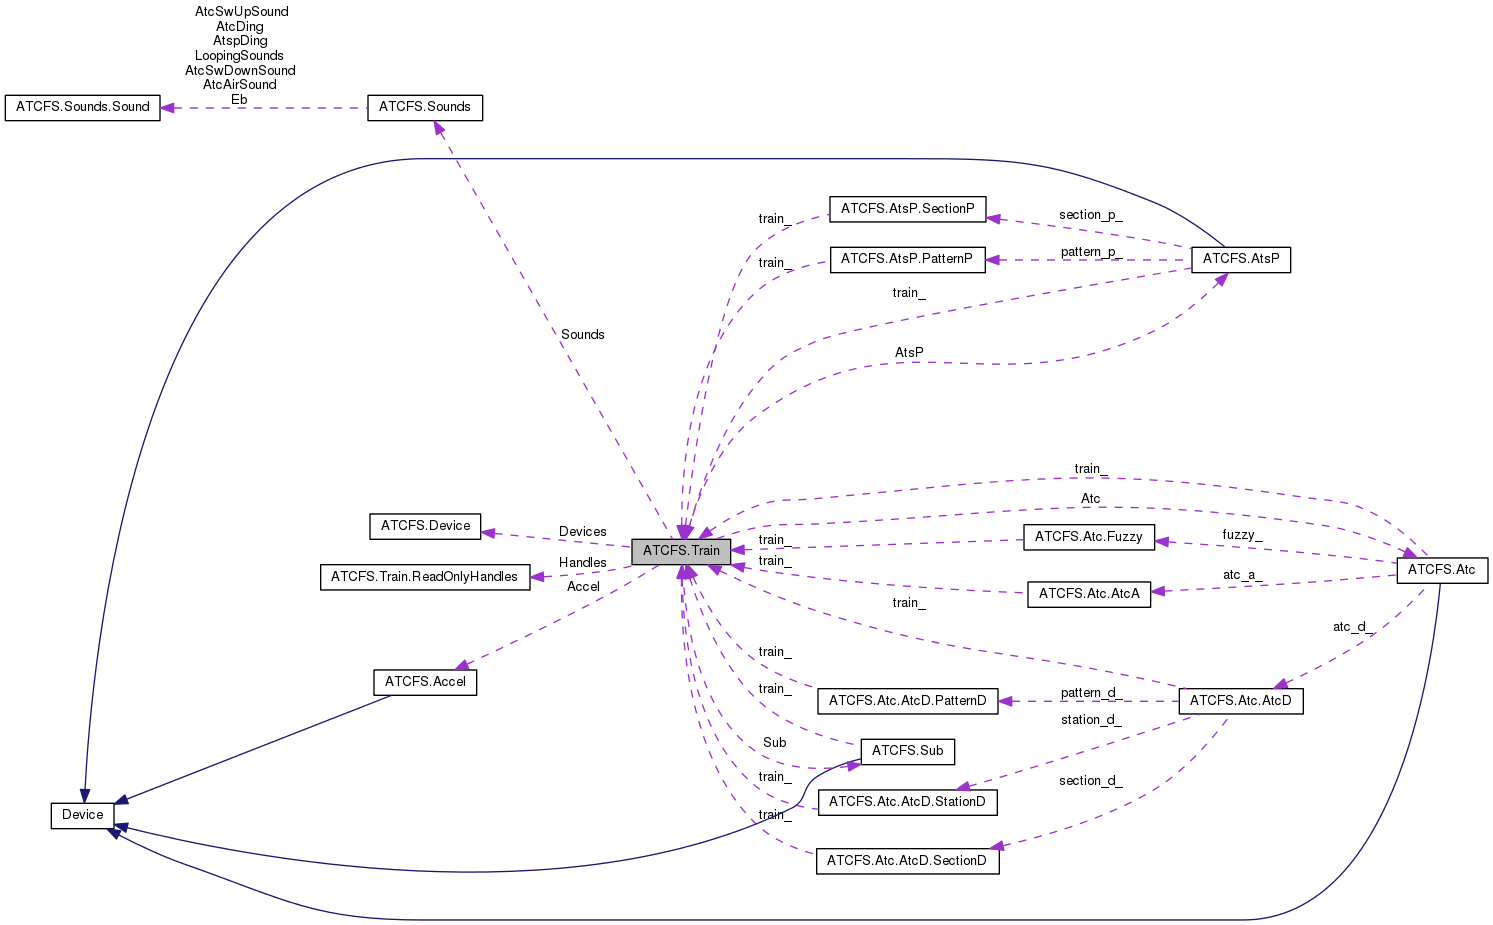 AtcSwUpSound
AtcDing
AtspDing
LoopingSounds
AtcSwDownSound
AtcAirSound
Eb
ATCFS.Sounds.Sound
ATCFS.Sounds
ATCFS.AtsP.SectionP
section_p_
train_
ATCFS.AtsP.PatternP
pattern_p_
ATCFS.AtsP
train_
train_
Sounds
AtsP
train_
Atc
ATCFS.Device
Devices
ATCFS.Train
train_
ATCFS.Atc.Fuzzy
fuzzy_
Handles
train_
ATCFS.Atc
ATCFS.Train.ReadOnlyHandles
Accel
ATCFS.Atc.AtcA
atc_a_
train_
atc_d_
train_
ATCFS.Accel
train_
ATCFS.Atc.AtcD.PatternD
pattern_d_
ATCFS.Atc.AtcD
station_d_
Sub
ATCFS.Sub
train_
section_d_
ATCFS.Atc.AtcD.StationD
Device
train_
ATCFS.Atc.AtcD.SectionD